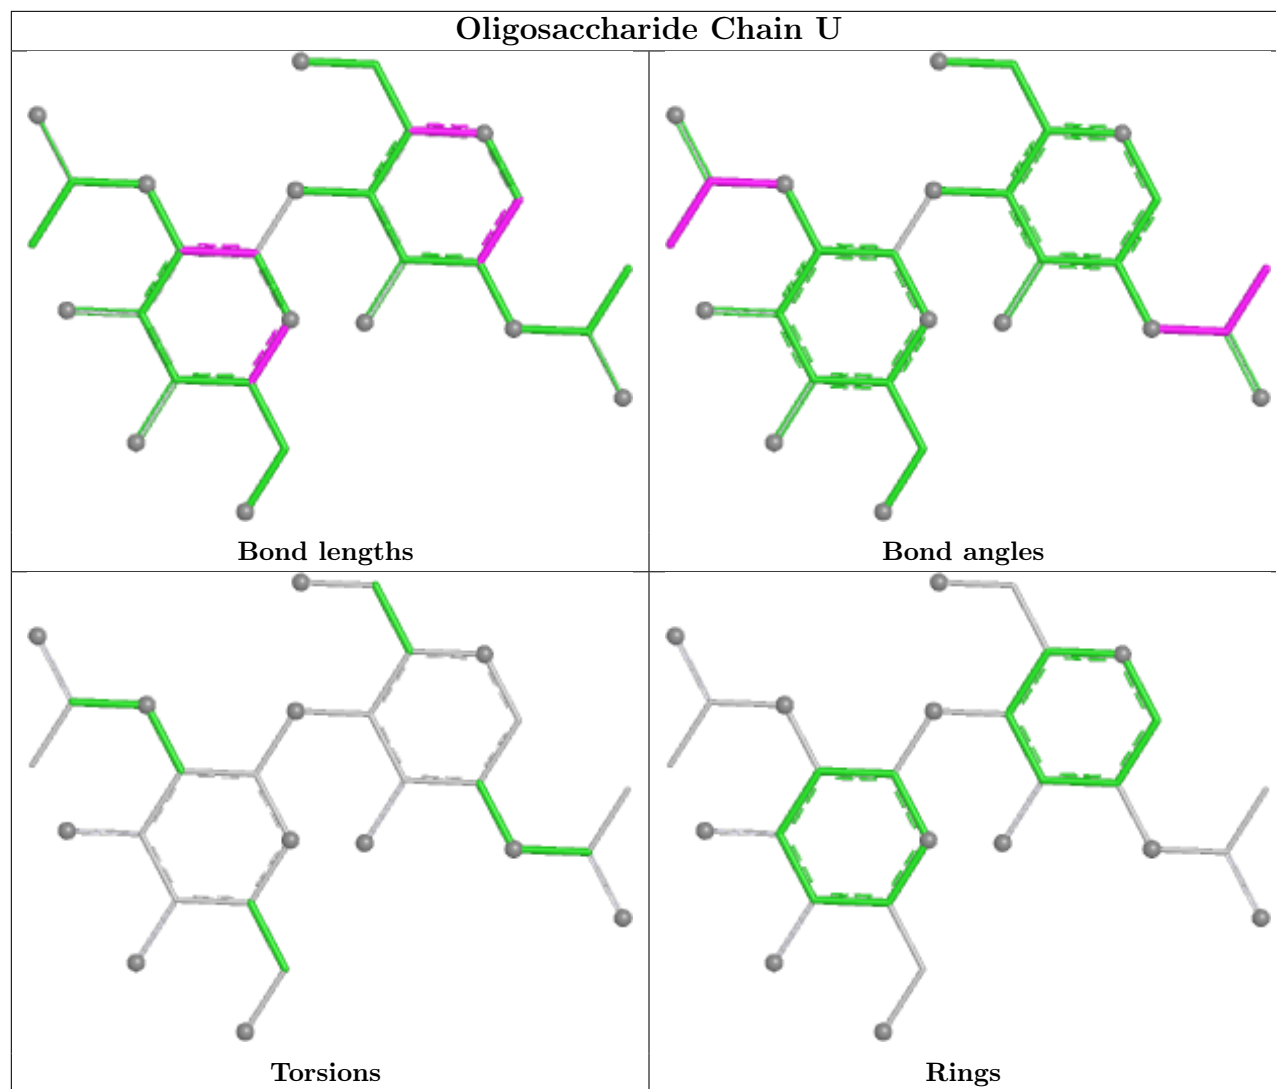 Oligosaccharide Chain U
Bond lengths
Bond angles
Torsions
Rings